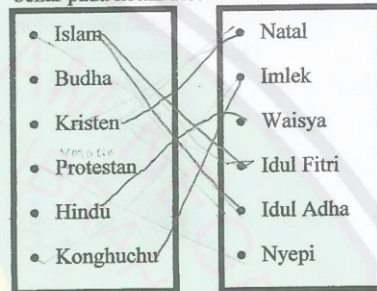 Islam
Budha
Kristen
Protestan
Hindu
Konghuchu
Natal
Imlek
Waisya
Idul Fitri
Idul Adha
Nyepi